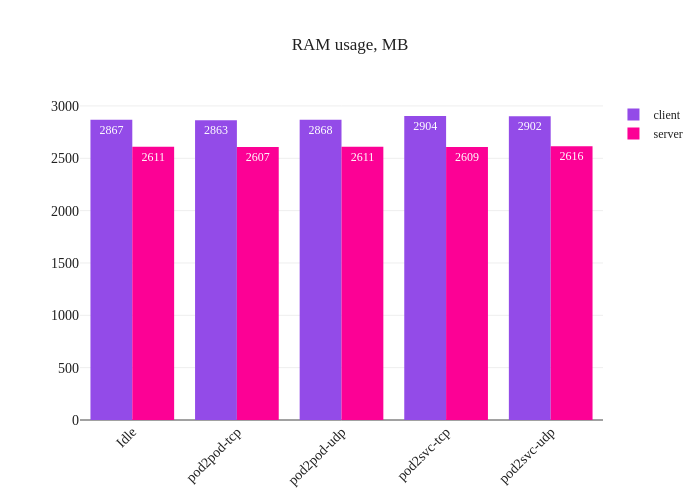 RAM usage, MB
3000
2500
2000
1500
1000
500
0
2867
2611
2863
2607
2868
2611
2904
2609
2902
2616
Idle
pod2pod-tcp
pod2pod-udp
pod2svc-tcp
pod2svc-udp
client
server